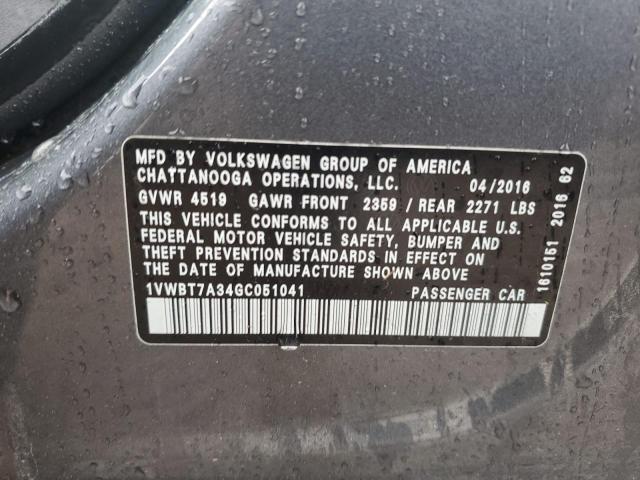 MFD BY VOLKSWAGEN GROUP OF AMERICA
CHATTANOOGA OPERATIONS, LLC. 04/2016
GVWR 4519 GAWR FRONT 2359 / REAR 2271 LBS
THIS VEHICLE CONFORMS TO ALL APPLICABLE U.S.
FEDERAL MOTOR VEHICLE SAFETY, BUMPER AND
THEFT PREVENTION STANDARDS IN EFFECT ON
THE DATE OF MANUFACTURE SHOWN ABOVE
1VWBT7A34GC051041 PASSENGER CAR
1610161 2016 62